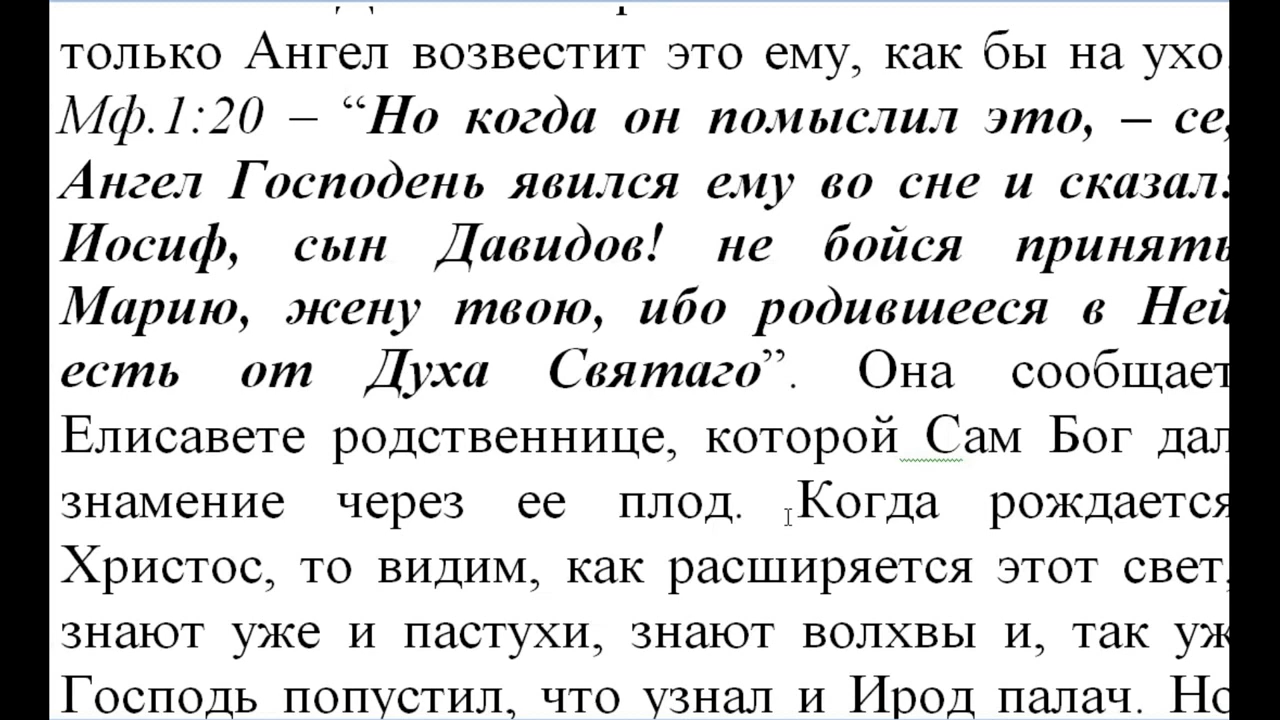 только Ангел возвестит это ему, как бы на ухо.
Мф.1:20 – “Но когда он помыслил это, – се,
Ангел Господень явился ему во сне и сказал:
Иосиф, сын Давидов! не бойся принять
Марию, жену твою, ибо родившееся в Ней
есть от Духа Святаго”. Она сообщает
Елисавете родственнице, которой Сам Бог дал
знамение через ее плод. Когда рождается
Христос, то видим, как расширяется этот свет,
знают уже и пастухи, знают волхвы и, так уж
Господь попустил, что узнал и Ирод палач. Но